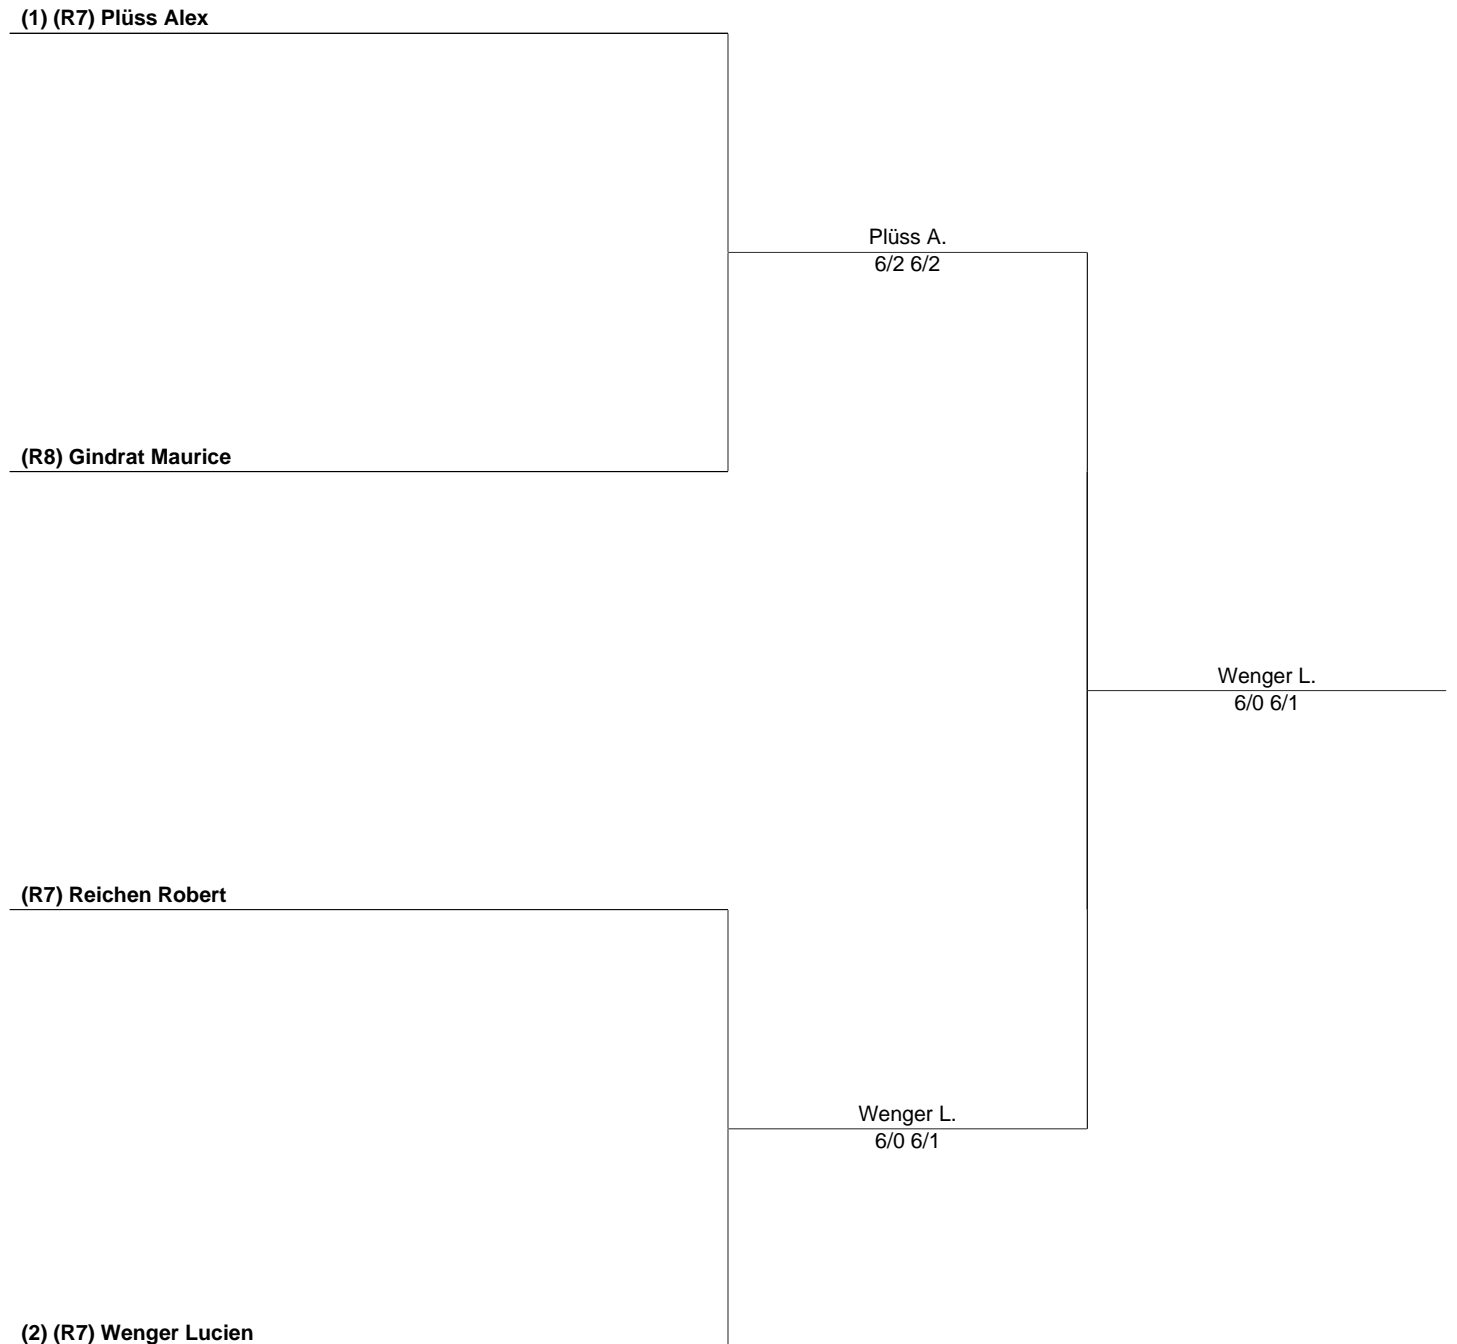 (1) (R7) Plüss Alex
Plüss A.
6/2 6/2
(R8) Gindrat Maurice
Wenger L.
6/0 6/1
(R7) Reichen Robert
Wenger L.
6/0 6/1
(2) (R7) Wenger Lucien